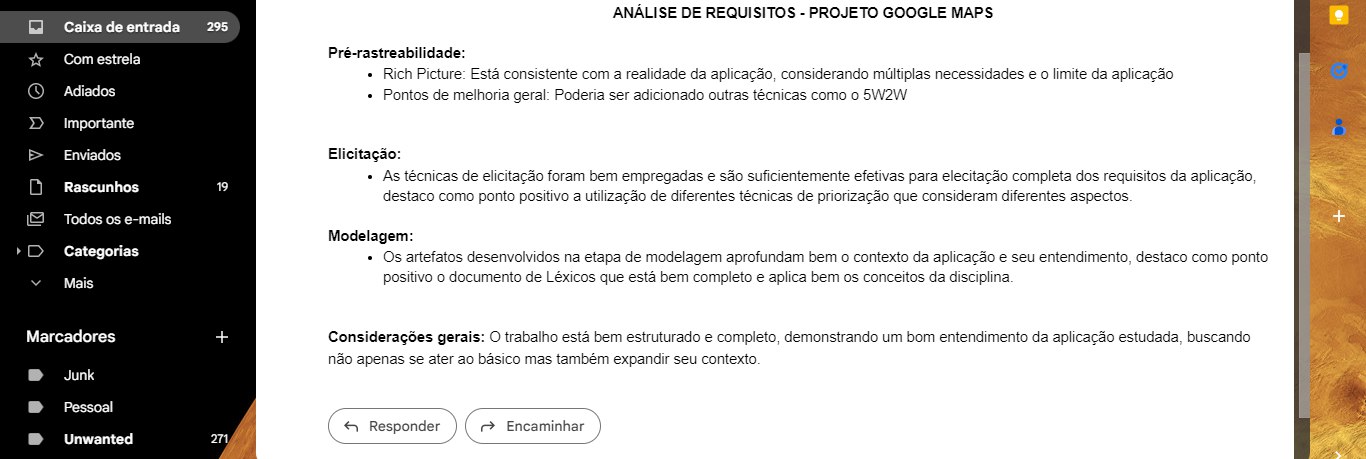 Caixa de entrada 295
Com estrela
Adiados
Importante
Enviados
Rascunhos 19
Todos os e-mails
Categorias
Mais
Marcadores
Junk
Pessoal
Unwanted 271
ANÁLISE DE REQUISITOS - PROJETO GOOGLE MAPS
Pré-rastreabilidade:
• Rich Picture: Está consistente com a realidade da aplicação, considerando múltiplas necessidades e o limite da aplicação
• Pontos de melhoria geral: Poderia ser adicionado outras técnicas como o 5W2W
Elicitação:
• As técnicas de elicitação foram bem empregadas e são suficientemente efetivas para elecitação completa dos requisitos da aplicação,
destaco como ponto positivo a utilização de diferentes técnicas de priorização que consideram diferentes aspectos.
Modelagem:
• Os artefatos desenvolvidos na etapa de modelagem aprofundam bem o contexto da aplicação e seu entendimento, destaco como ponto
positivo o documento de Léxicos que está bem completo e aplica bem os conceitos da disciplina.
Considerações gerais: O trabalho está bem estruturado e completo, demonstrando um bom entendimento da aplicação estudada, buscando
não apenas se ater ao básico mas também expandir seu contexto.
Responder
Encaminhar